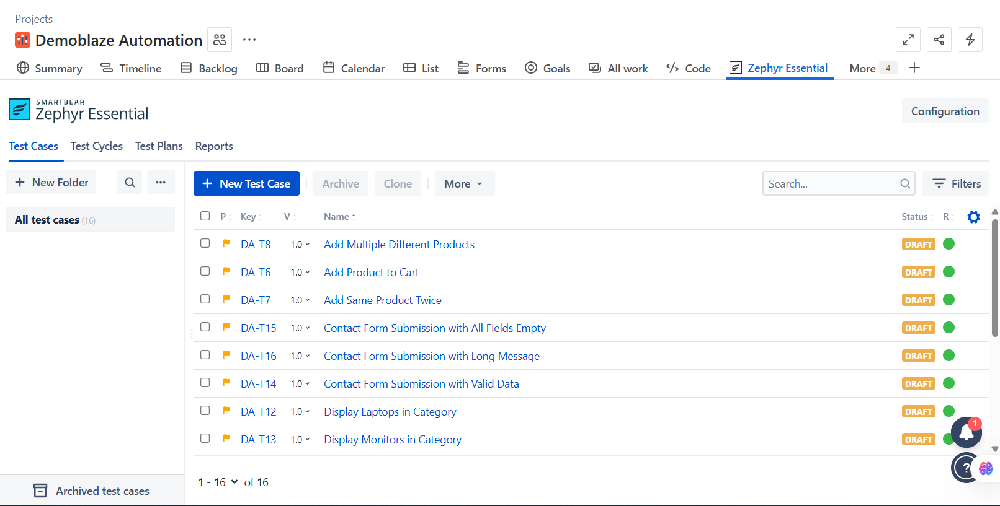 Projects
Demoblaze Automation
Summary Timeline Backlog Board Calendar List Forms Goals All work Code Zephyr Essential More 4
SMARTBEAR
Zephyr Essential
Configuration
Test Cases Test Cycles Test Plans Reports
New Folder
New Test Case Archive Clone More Search... Filters
All test cases (16)
P Key V Name Status R
DA-T8 1.0 Add Multiple Different Products DRAFT
DA-T6 1.0 Add Product to Cart DRAFT
DA-T7 1.0 Add Same Product Twice DRAFT
DA-T15 1.0 Contact Form Submission with All Fields Empty DRAFT
DA-T16 1.0 Contact Form Submission with Long Message DRAFT
DA-T14 1.0 Contact Form Submission with Valid Data DRAFT
DA-T12 1.0 Display Laptops in Category DRAFT
DA-T13 1.0 Display Monitors in Category DRAFT
1
?
1 - 16 of 16
Archived test cases